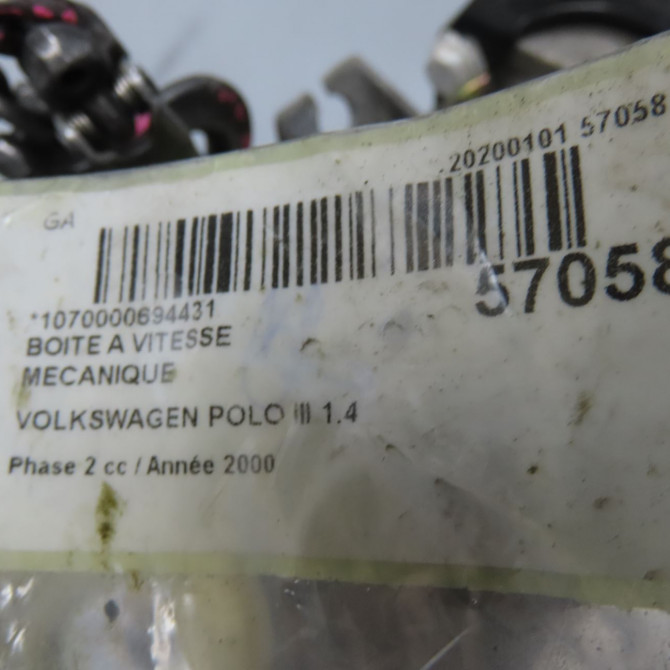 20200101 57058
GA
57058
*1070000694431
BOITE A VITESSE
MECANIQUE
VOLKSWAGEN POLO III 1.4
Phase 2 cc / Année 2000